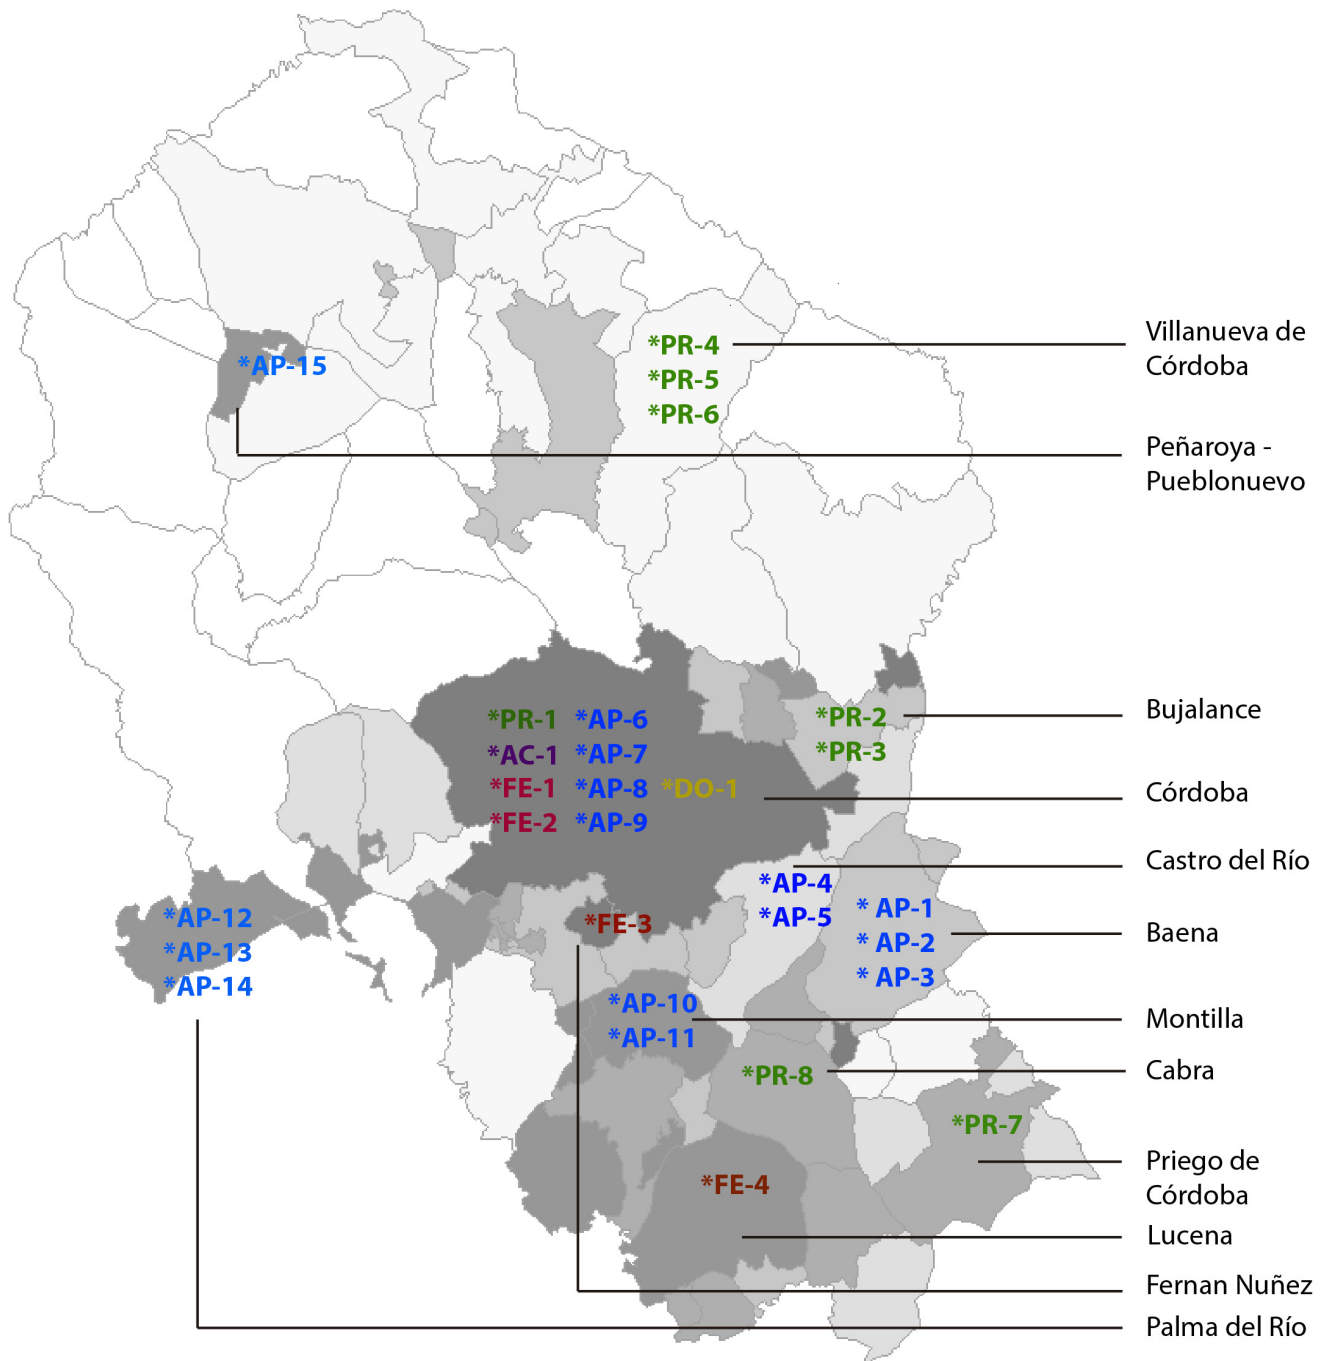 *PR-4
*PR-5
*PR-6
Villanueva de
Córdoba
*AP-15
Peñaroya -
Pueblonuevo
*PR-1 *AP-6
*AC-1 *AP-7
*FE-1 *AP-8 *DO-1
*FE-2 *AP-9
*PR-2
*PR-3
Bujalance
Córdoba
Castro del Río
*AP-4
*AP-5
* AP-1
* AP-2
* AP-3
Baena
*AP-12
*AP-13
*AP-14
*FE-3
*AP-10
*AP-11
Montilla
*PR-8
Cabra
*PR-7
Priego de
Córdoba
*FE-4
Lucena
Fernan Nuñez
Palma del Río